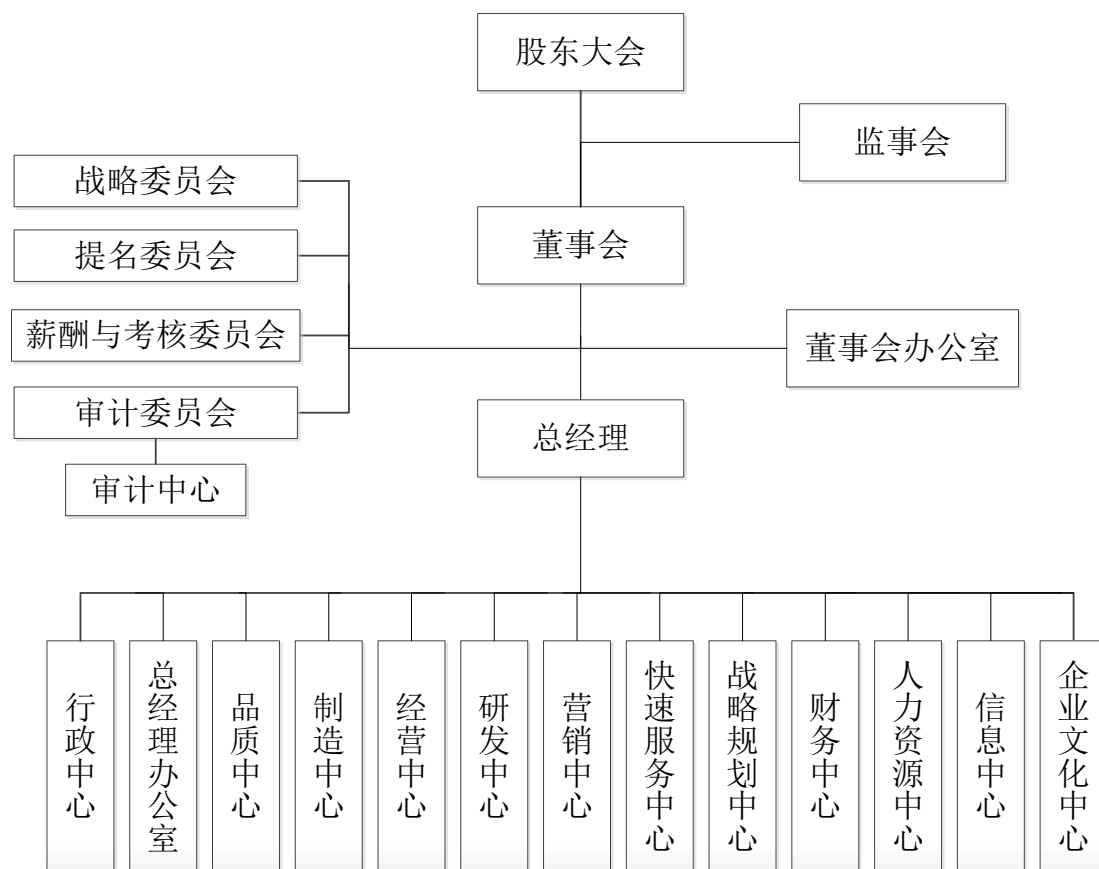 股东大会
监事会
战略委员会
董事会
提名委员会
薪酬与考核委员会
董事会办公室
审计委员会
总经理
审计中心
行政中心
总经理办公室
品质中心
制造中心
经营中心
研发中心
营销中心
快速服务中心
战略规划中心
财务中心
人力资源中心
信息中心
企业文化中心